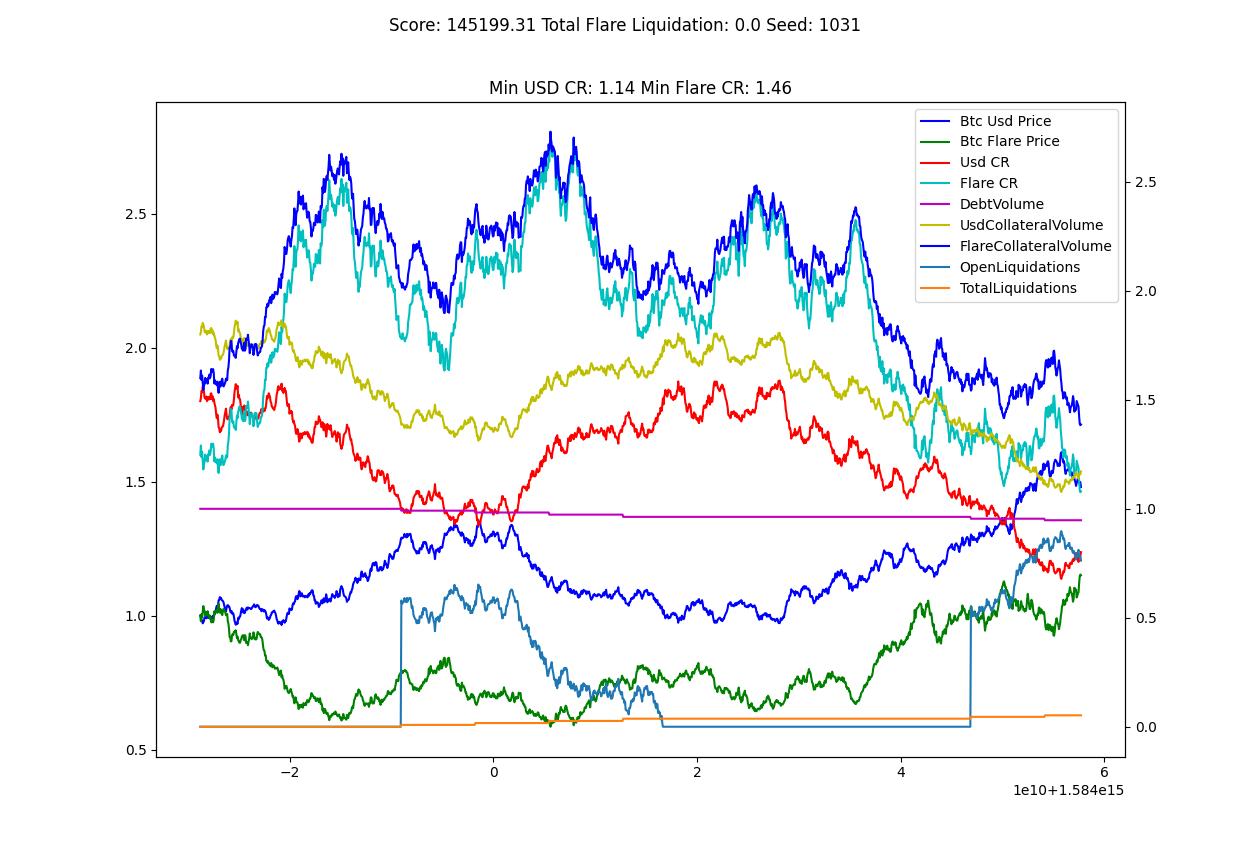 Score: 145199.31 Total Flare Liquidation: 0.0 Seed: 1031
Min USD CR: 1.14 Min Flare CR: 1.46
Btc Usd Price
Btc Flare Price
Usd CR
Flare CR
DebtVolume
UsdCollateralVolume
FlareCollateralVolume
OpenLiquidations
TotalLiquidations
2.5
2.0
1.5
1.0
0.5
2.5
2.0
1.5
1.0
0.5
0.0
−2
0
2
4
6
1e10+1.584e15